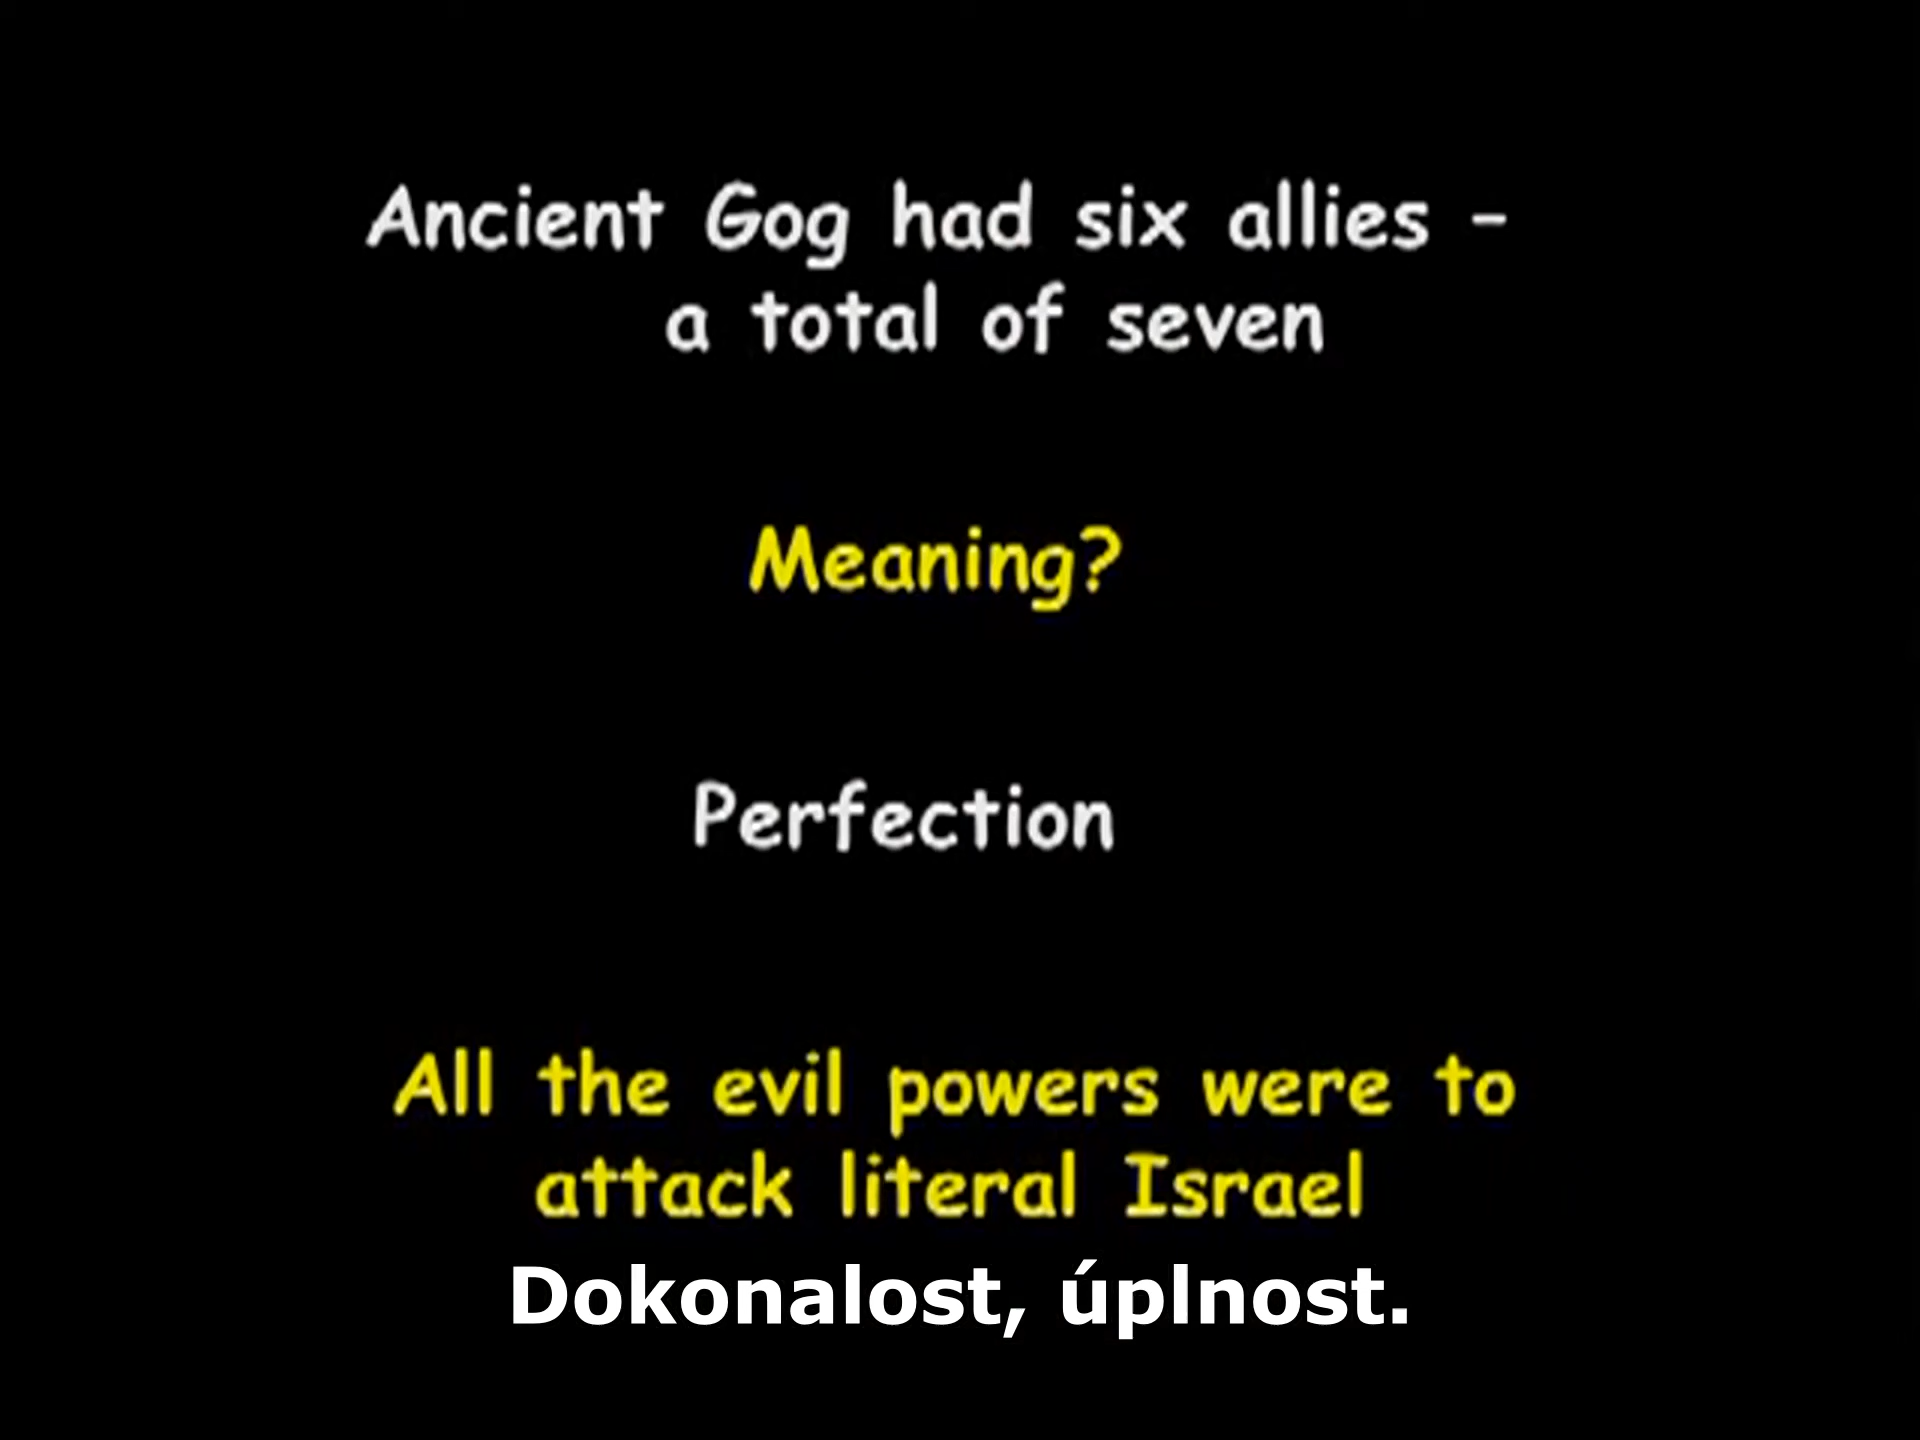 Ancient Gog had six allies –
a total of seven
Meaning?
Perfection
All the evil powers were to
attack literal Israel
Dokonalost, úplnost.